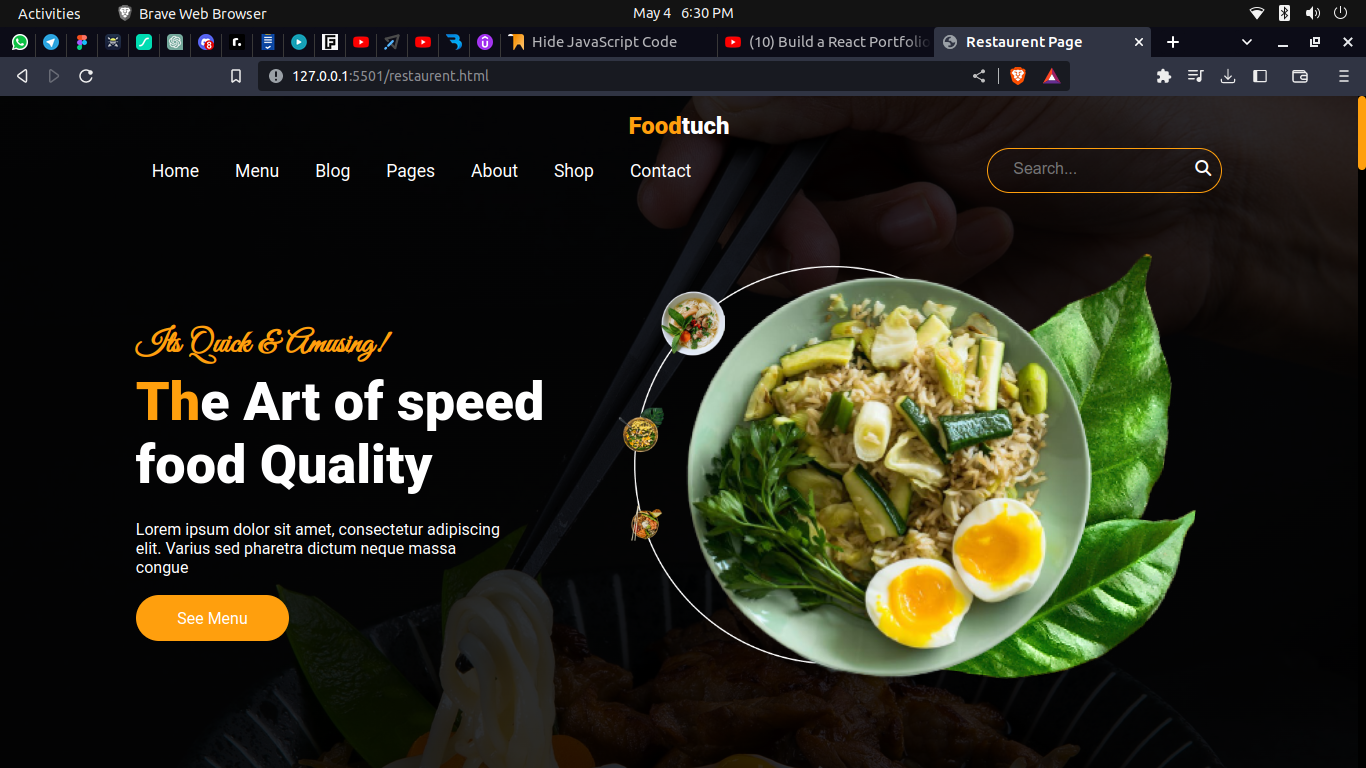 Activities
Brave Web Browser
May 4 6:30 PM
8
Hide JavaScript Code
(10) Build a React Portfolio
Restaurent Page
127.0.0.1:5501/restaurent.html
Foodtuch
Home Menu Blog Pages About Shop Contact
Search...
Its Quick & Amusing!
The Art of speed
food Quality
Lorem ipsum dolor sit amet, consectetur adipiscing
elit. Varius sed pharetra dictum neque massa
congue
See Menu